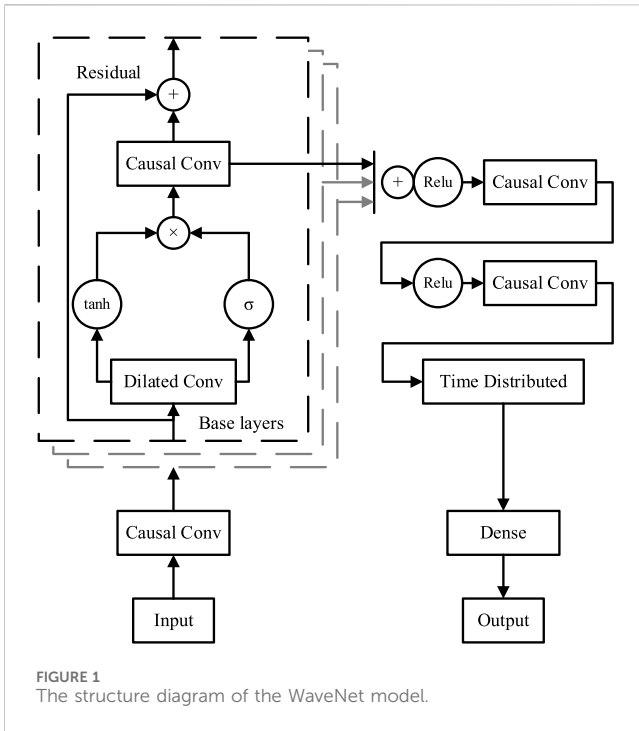 Residual
+
Causal Conv
×
tanh
σ
Dilated Conv
Base layers
Causal Conv
Input
+
Relu
Causal Conv
Relu
Causal Conv
Time Distributed
Dense
Output
FIGURE 1
The structure diagram of the WaveNet model.